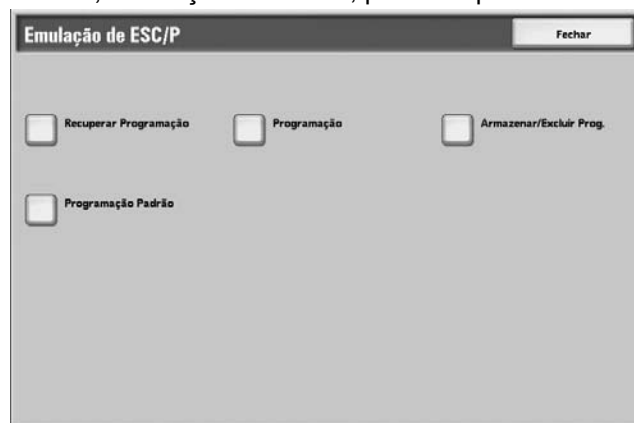 Emulação de ESC/P
Fechar
Recuperar Programação
Programação
Armazenar/Excluir Prog.
Programação Padrão